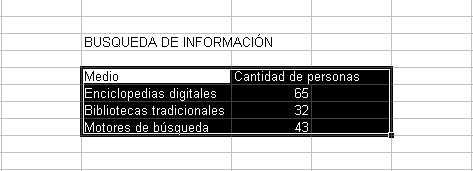 BUSQUEDA DE INFORMACIÓN
Medio Cantidad de personas
Enciclopedias digitales 65
Bibliotecas tradicionales 32
Motores de búsqueda 43